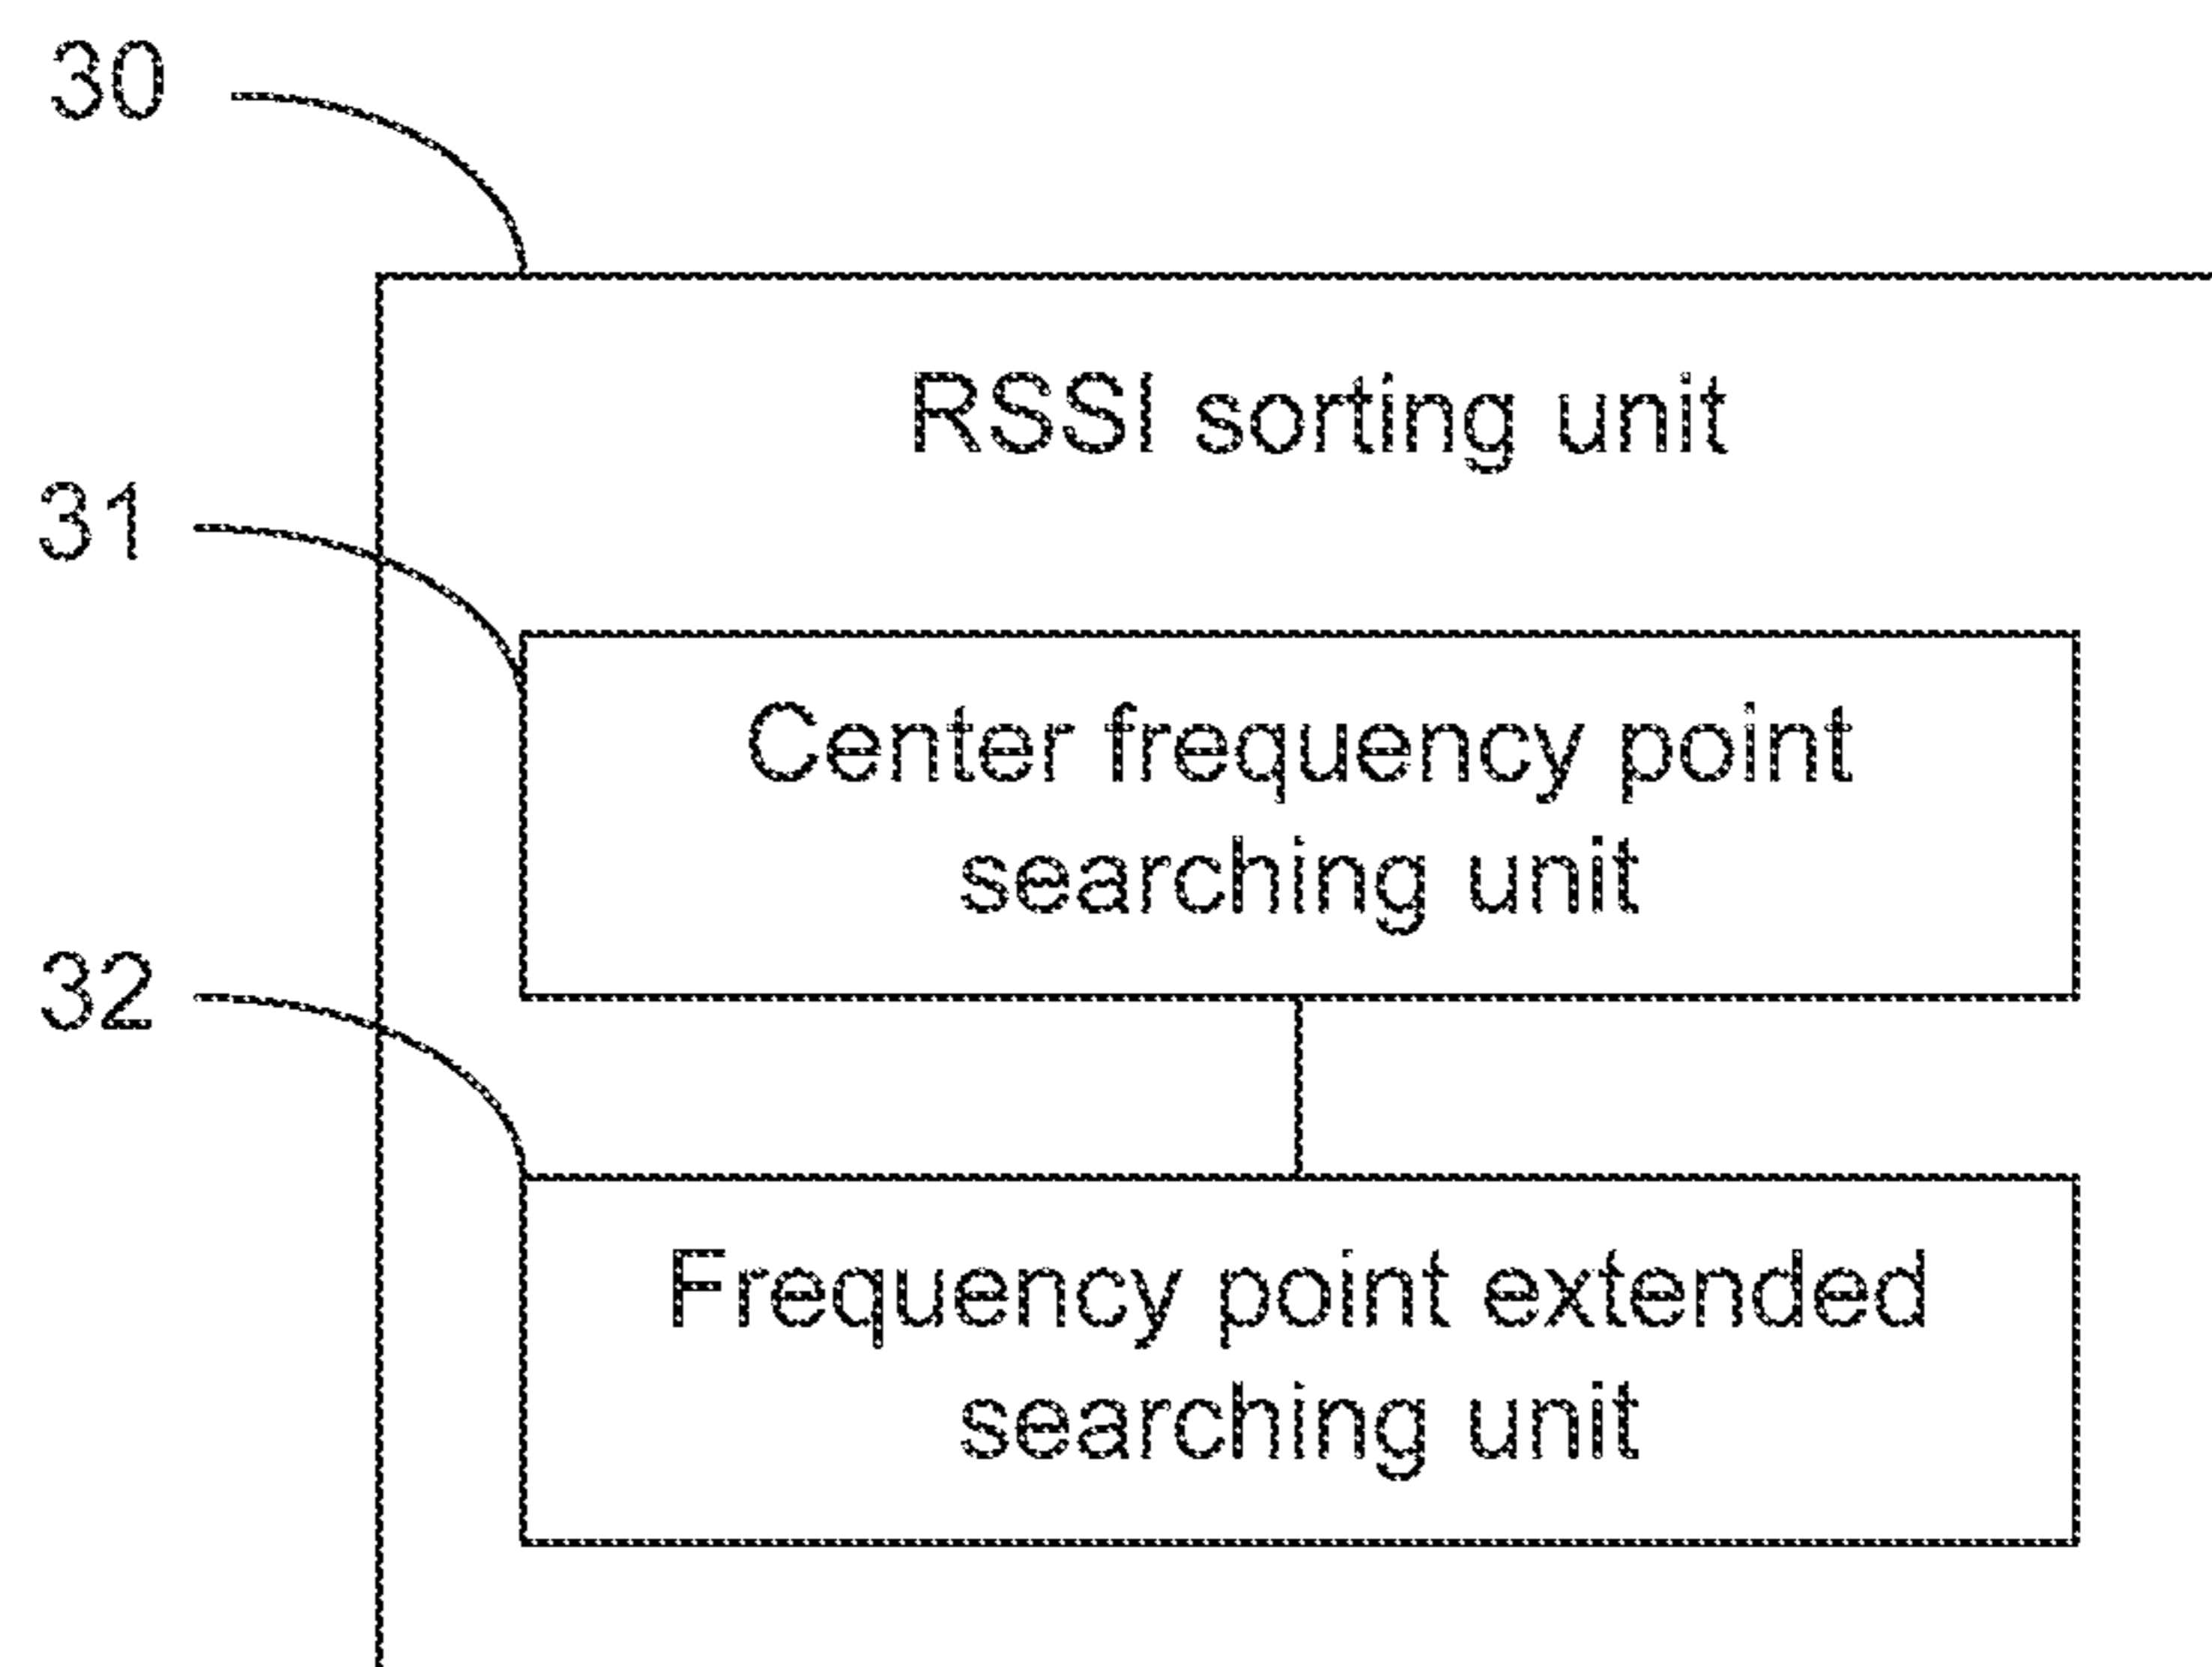 30
RSSI sorting unit
31
Center frequency point
searching unit
32
Frequency point extended
searching unit